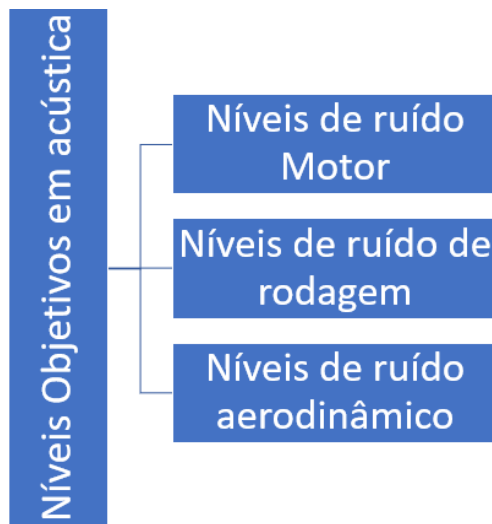 Níveis Objetivos em acústica
Níveis de ruído
Motor
Níveis de ruído de
rodagem
Níveis de ruído
aerodinâmico